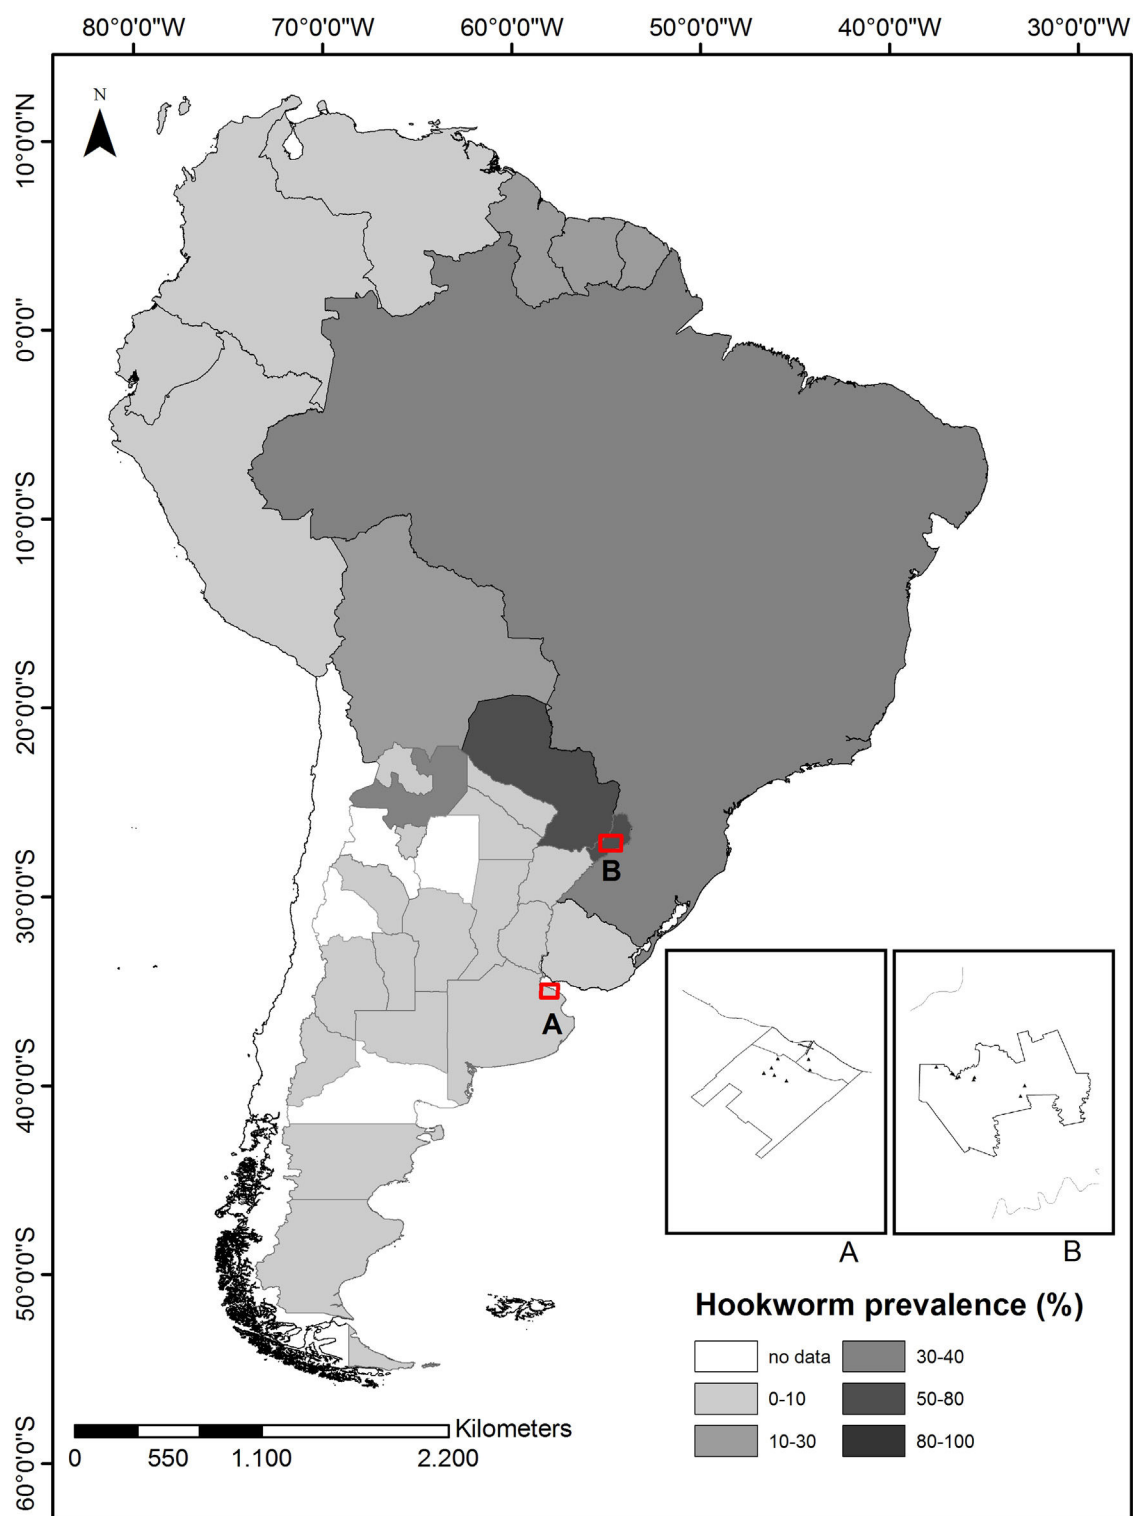 80°0'0"W 70°0'0"W 60°0'0"W 50°0'0"W 40°0'0"W 30°0'0"W
N
10°0'0"N
0°0'0"
10°0'0"S
20°0'0"S
30°0'0"S
40°0'0"S
50°0'0"S
60°0'0"S
B
A
A B
Hookworm prevalence (%)
no data 30-40
0-10 50-80
10-30 80-100
Kilometers
0 550 1.100 2.200